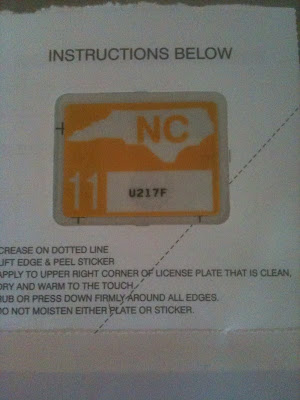 INSTRUCTIONS BELOW
NC
11
U217F
CREASE ON DOTTED LINE
LIFT EDGE & PEEL STICKER
APPLY TO UPPER RIGHT CORNER OF LICENSE PLATE THAT IS CLEAN,
DRY AND WARM TO THE TOUCH
RUB OR PRESS DOWN FIRMLY AROUND ALL EDGES.
DO NOT MOISTEN EITHER PLATE OR STICKER.